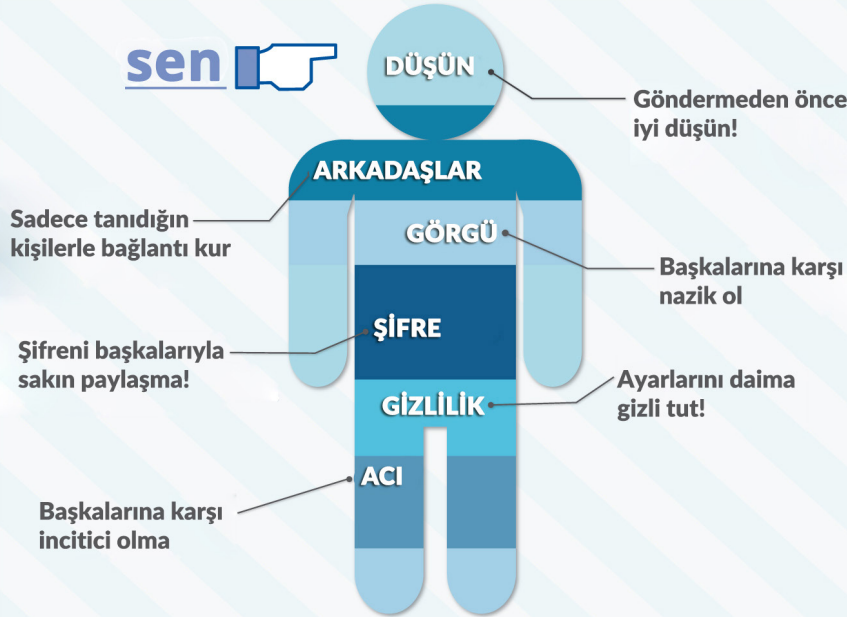 sen
DÜŞÜN
Göndermeden önce
iyi düşün!
ARKADAŞLAR
Sadece tanıdığın
kişilerle bağlantı kur
GÖRGÜ
Başkalarına karşı
nazik ol
ŞİFRE
Şifreni başkalarıyla
sakın paylaşma!
GİZLİLİK
Ayarlarını daima
gizli tut!
ACI
Başkalarına karşı
incitici olma